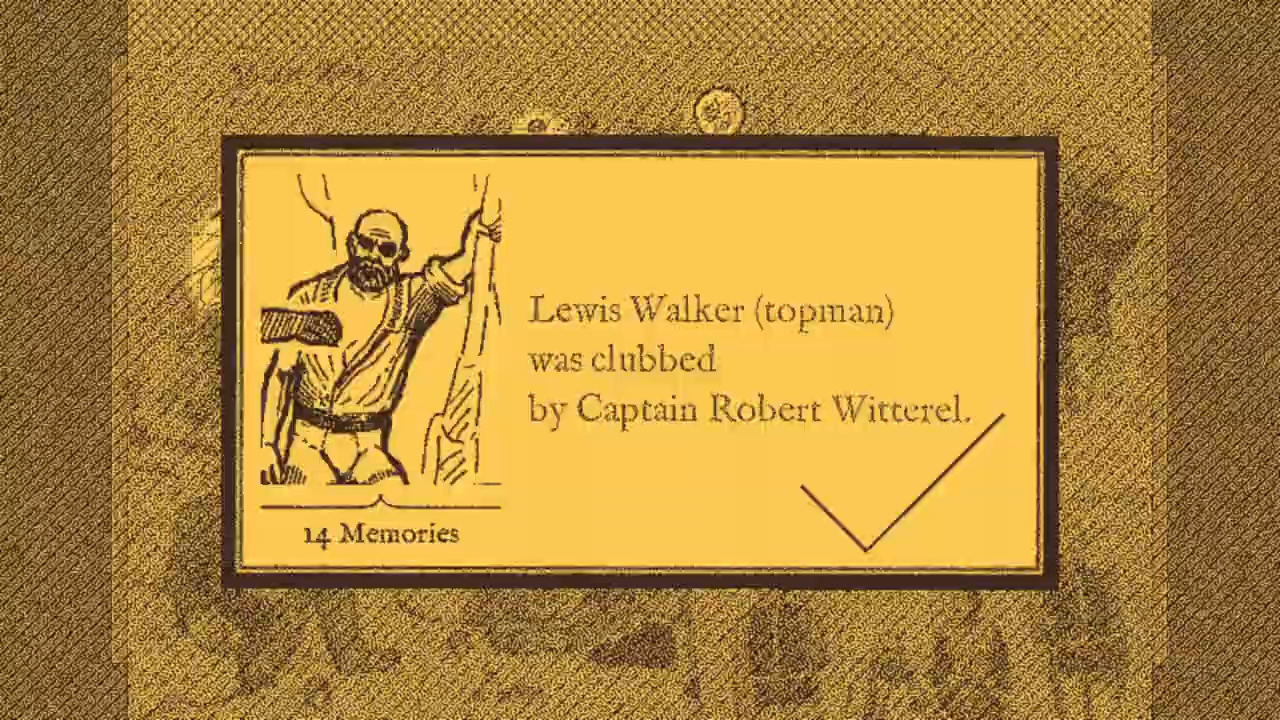 Lewis Walker (topman)
was clubbed
by Captain Robert Witterel.
14 Memories